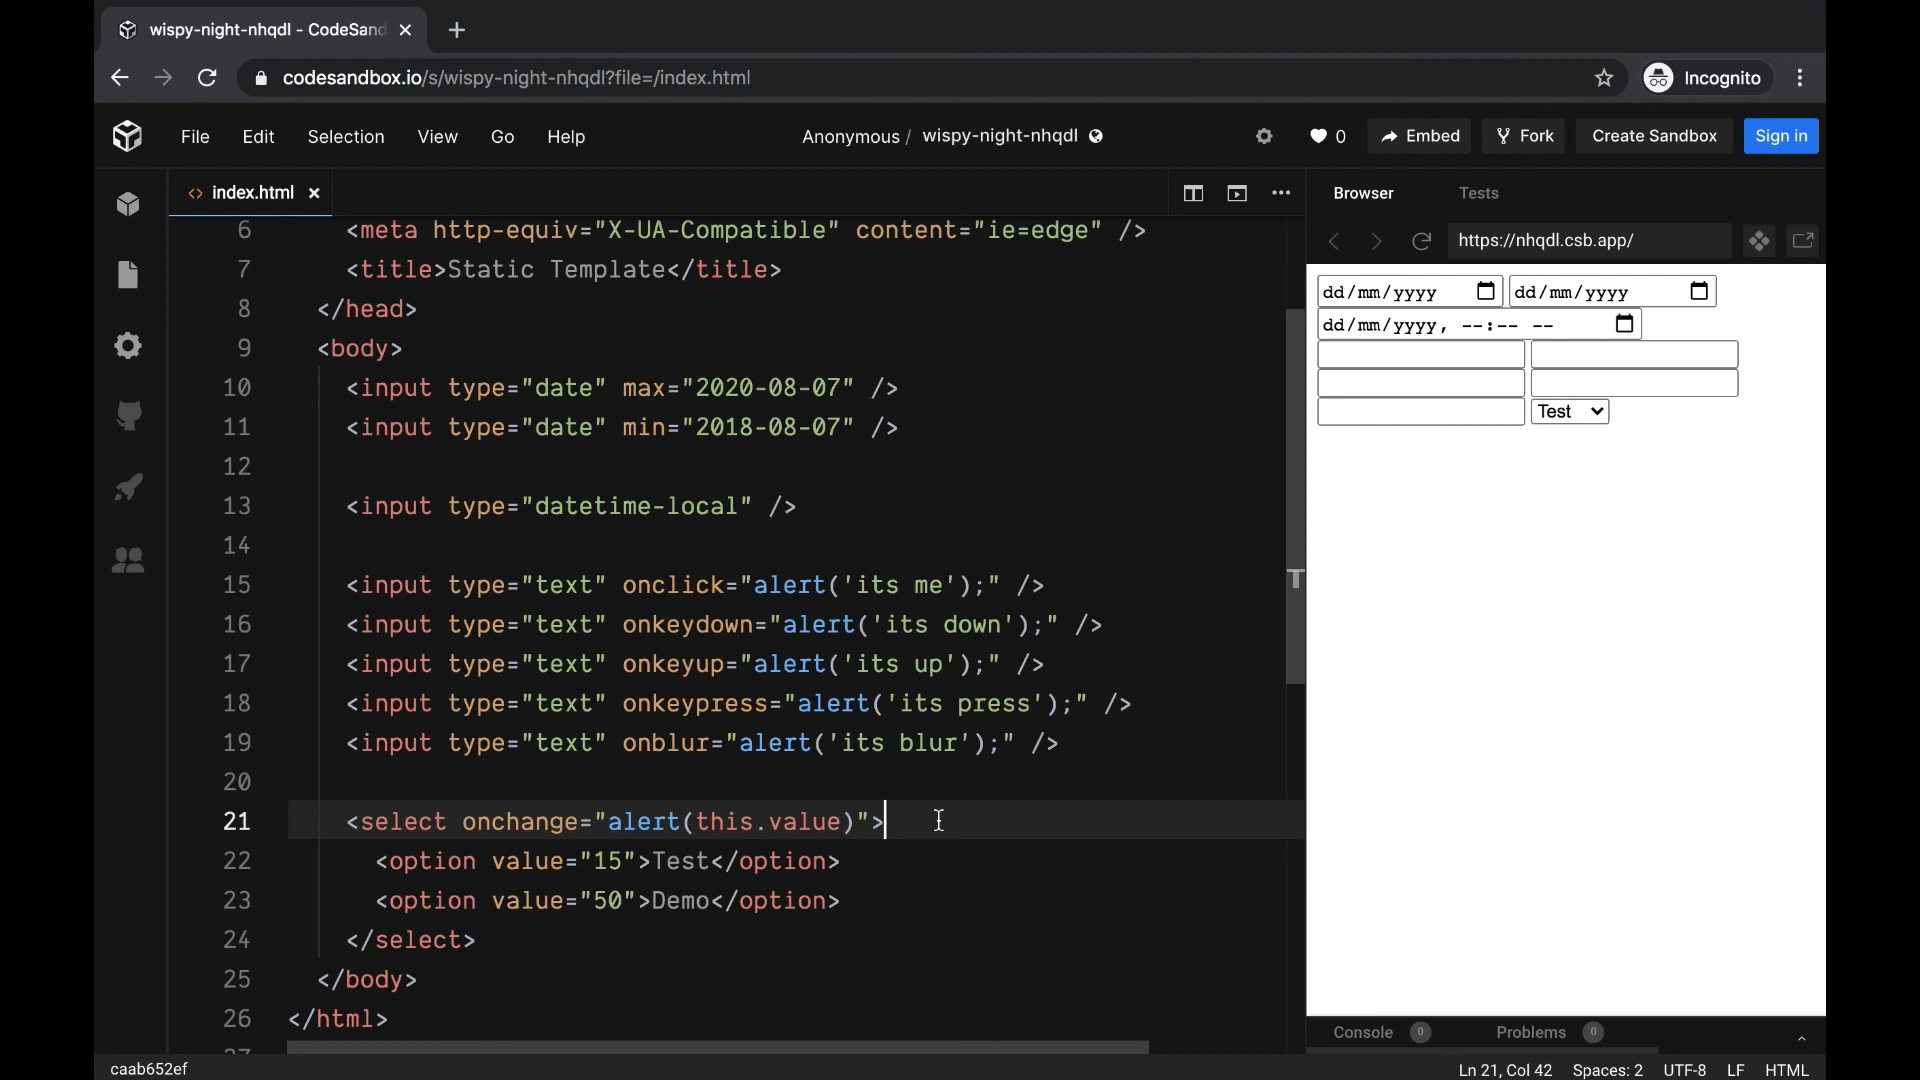 wispy-night-nhqdl - CodeSand
codesandbox.io/s/wispy-night-nhqdl?file=/index.html
Incognito
File Edit Selection View Go Help
Anonymous / wispy-night-nhqdl
0 Embed Fork Create Sandbox Sign in
<> index.html
Browser Tests
https://nhqdl.csb.app/
6 <meta http-equiv="X-UA-Compatible" content="ie=edge" />
7 <title>Static Template</title>
8 </head>
9 <body>
10 <input type="date" max="2020-08-07" />
11 <input type="date" min="2018-08-07" />
12
13 <input type="datetime-local" />
14
15 <input type="text" onclick="alert('its me');" />
16 <input type="text" onkeydown="alert('its down');" />
17 <input type="text" onkeyup="alert('its up');" />
18 <input type="text" onkeypress="alert('its press');" />
19 <input type="text" onblur="alert('its blur');" />
20
21 <select onchange="alert(this.value)">
22 <option value="15">Test</option>
23 <option value="50">Demo</option>
24 </select>
25 </body>
26 </html>
27
dd/mm/yyyy dd/mm/yyyy
dd/mm/yyyy, --:-- --
Test
Console 0 Problems 0
caab652ef
Ln 21, Col 42 Spaces: 2 UTF-8 LF HTML